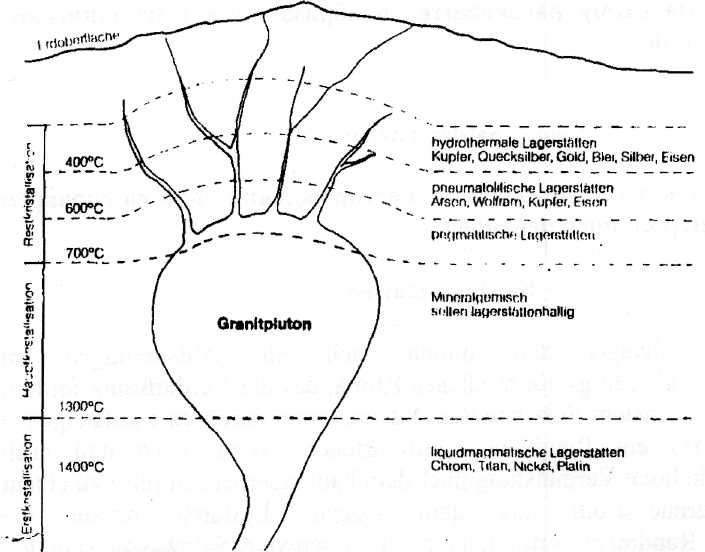 Erdoberfläche
hydrothermale Lagerstätten
Kupfer, Quecksilber, Gold, Blei, Silber, Eisen
400°C
pneumatolitische Lagerstätten
Arsen, Wolfram, Kupfer, Eisen
600°C
Restkristallisation
pegmatitische Lagerstätten
700°C
Mineralgemisch
selten lagerstättenhaltig
Granitpluton
Hauptkristallisation
1300°C
liquidmagmatische Lagerstätten
Chrom, Titan, Nickel, Platin
1400°C
Erstkristallisation